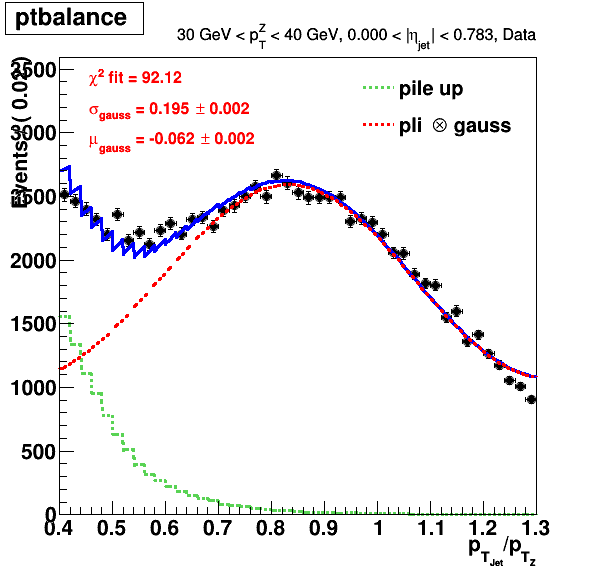 ptbalance
30 GeV < p_T^Z < 40 GeV, 0.000 < |η_jet| < 0.783, Data
Events / ( 0.02 )
χ² fit = 92.12
σ_gauss = 0.195 ± 0.002
μ_gauss = -0.062 ± 0.002
pile up
pli ⊗ gauss
2500
3000
2500
2000
1500
1000
500
0
0.4 0.5 0.6 0.7 0.8 0.9 1 1.1 1.2 1.3
p_T_Jet/p_T_Z